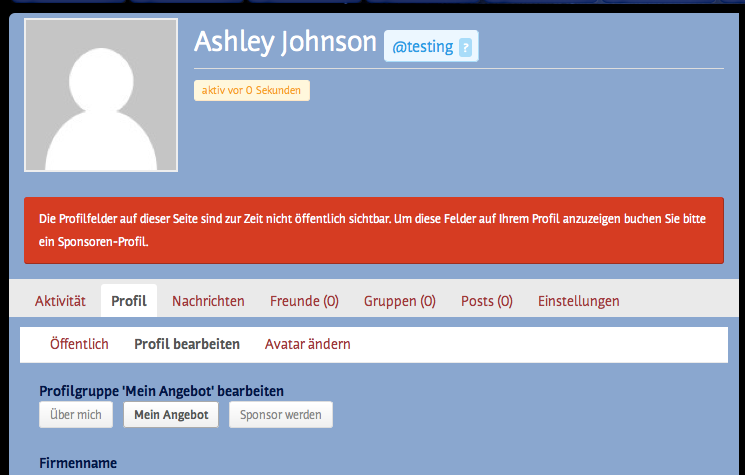 Ashley Johnson @testing ?
aktiv vor 0 Sekunden
Die Profilfelder auf dieser Seite sind zur Zeit nicht öffentlich sichtbar. Um diese Felder auf Ihrem Profil anzuzeigen buchen Sie bitte
ein Sponsoren-Profil.
Aktivität Profil Nachrichten Freunde (0) Gruppen (0) Posts (0) Einstellungen
Öffentlich Profil bearbeiten Avatar ändern
Profilgruppe 'Mein Angebot' bearbeiten
Über mich Mein Angebot Sponsor werden
Firmenname